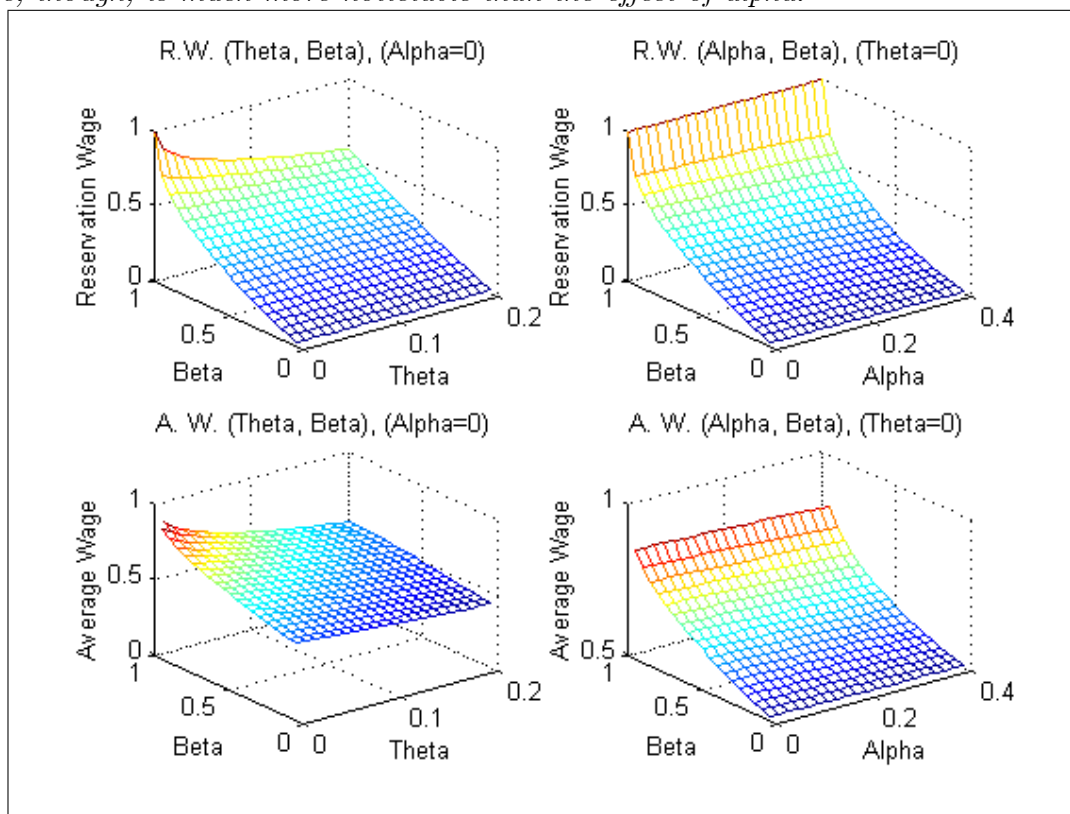 R.W. (Theta, Beta), (Alpha=0)
R.W. (Alpha, Beta), (Theta=0)
Reservation Wage
1
0.5
0
1
0.5
0
Beta
0
0.1
0.2
Theta
Reservation Wage
1
0.5
0
1
0.5
0
Beta
0
0.2
0.4
Alpha
A. W. (Theta, Beta), (Alpha=0)
A. W. (Alpha, Beta), (Theta=0)
Average Wage
1
0.5
0
1
0.5
0
Beta
0
0.1
0.2
Theta
Average Wage
1
0.5
1
0.5
0
Beta
0
0.2
0.4
Alpha